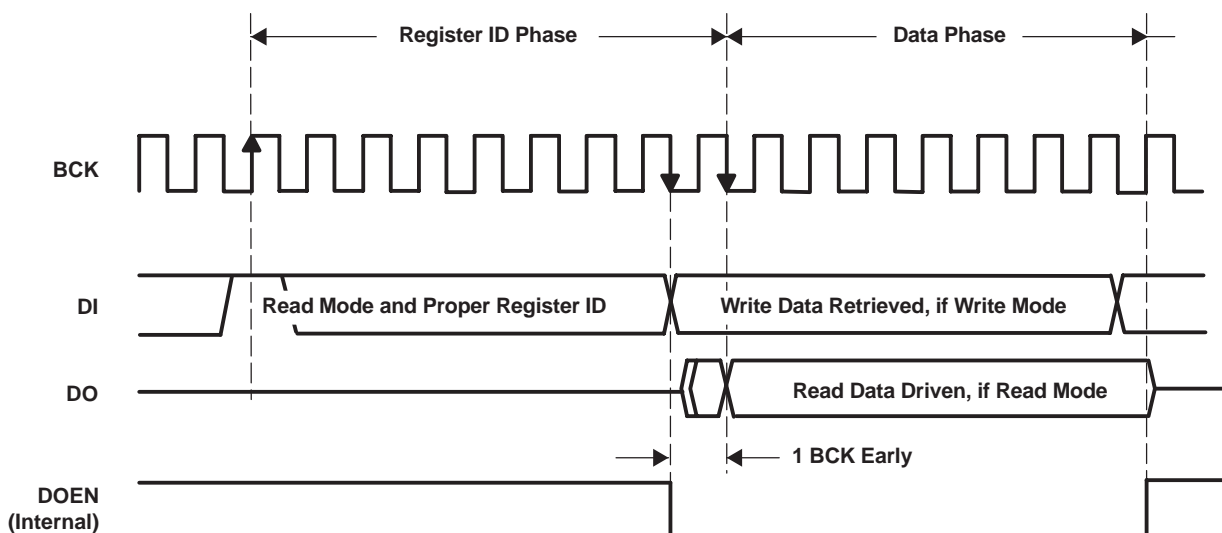 Register ID Phase
Data Phase
BCK
DI
Read Mode and Proper Register ID
Write Data Retrieved, if Write Mode
DO
Read Data Driven, if Read Mode
1 BCK Early
DOEN
(Internal)